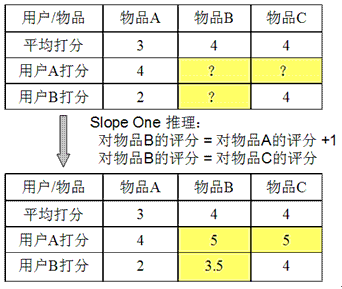 用户/物品 物品A 物品B 物品C
平均打分 3 4 4
用户A打分 4 ? ?
用户B打分 2 ? 4
Slope One 推理:
对物品B的评分 = 对物品A的评分 +1
对物品B的评分 = 对物品C的评分
用户/物品 物品A 物品B 物品C
平均打分 3 4 4
用户A打分 4 5 5
用户B打分 2 3.5 4